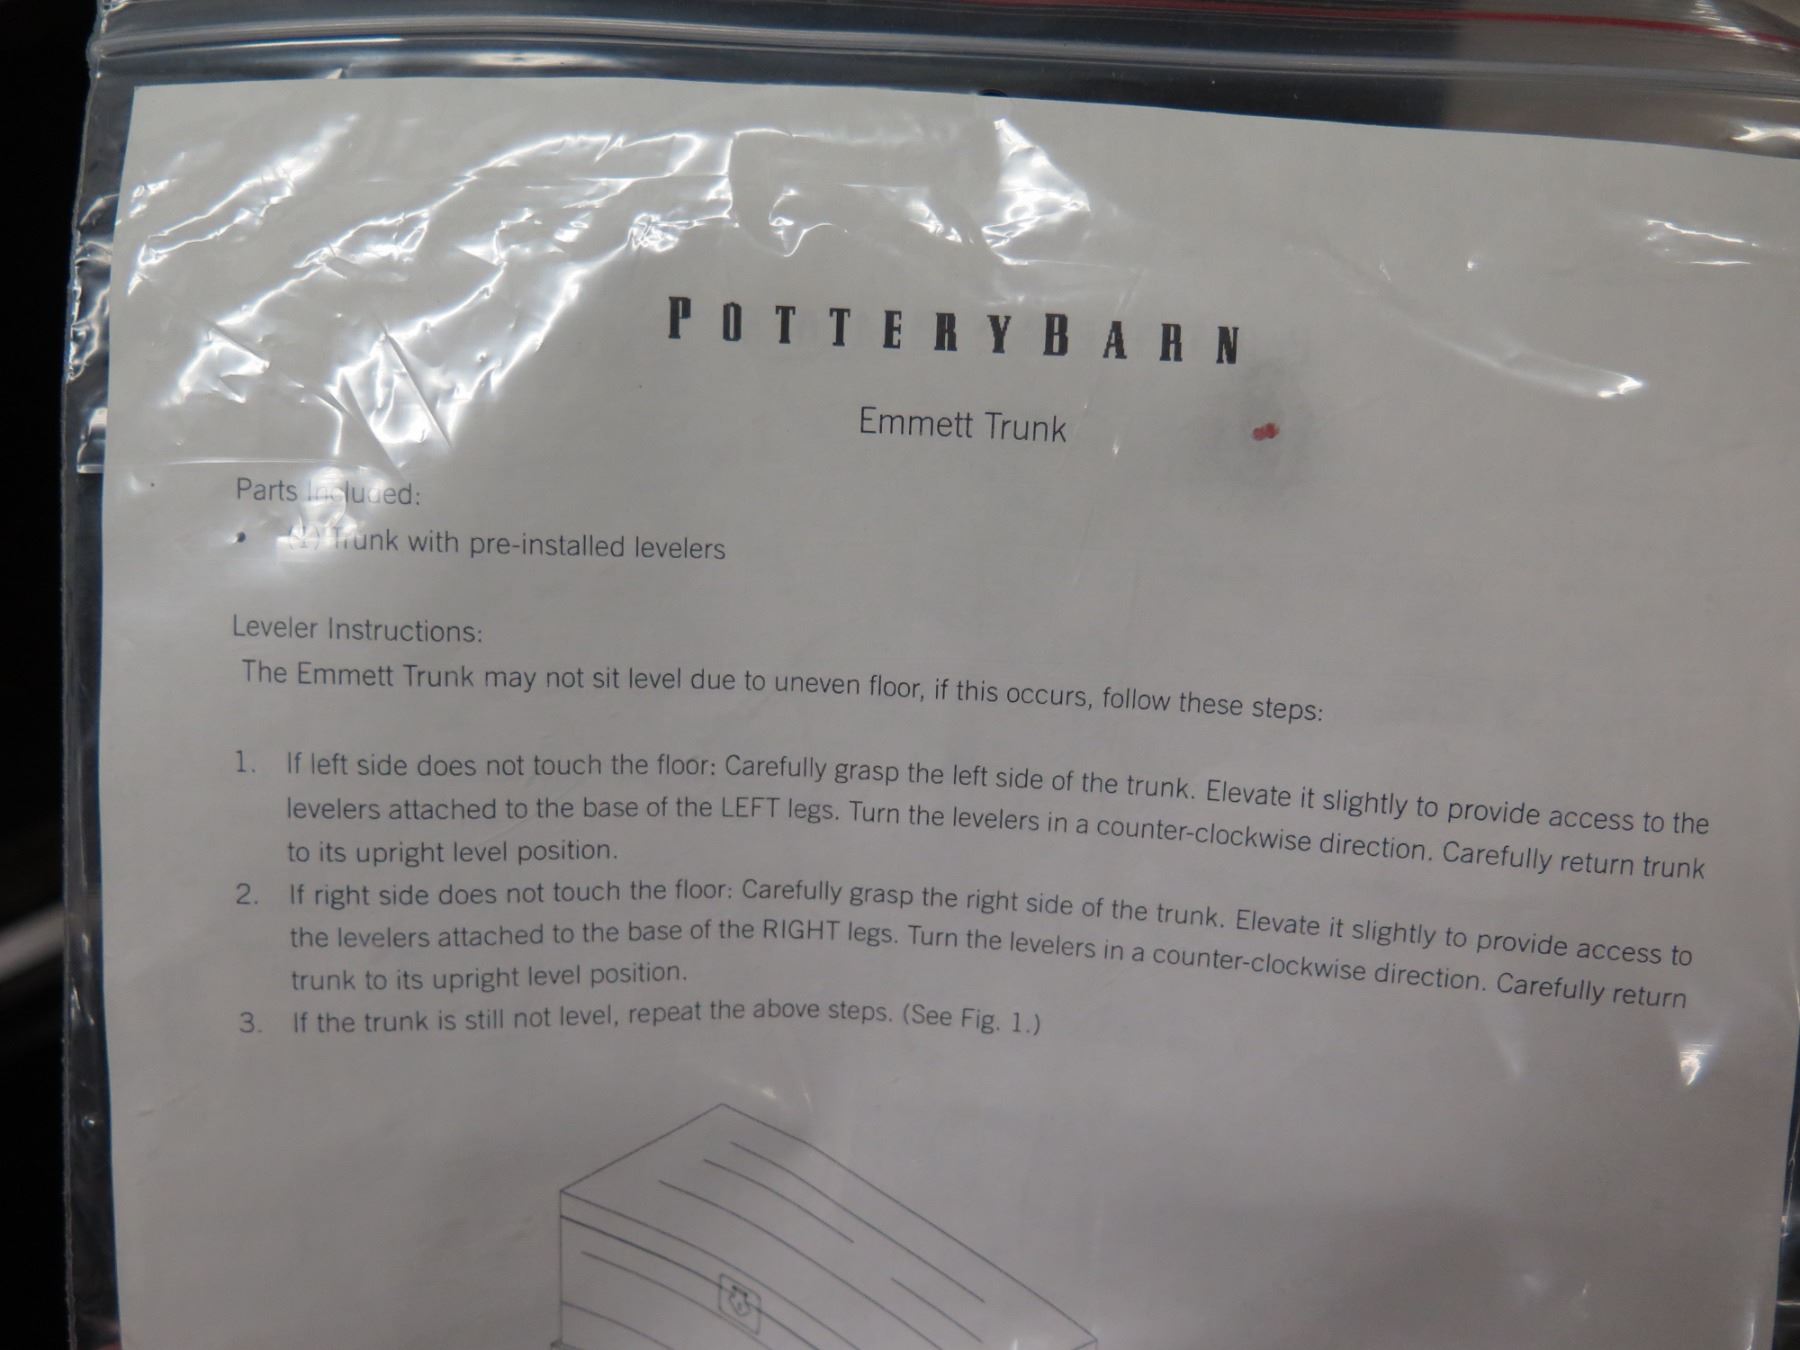 POTTERYBARN
Emmett Trunk
Parts Included:
• (1) Trunk with pre-installed levelers
Leveler Instructions:
The Emmett Trunk may not sit level due to uneven floor, if this occurs, follow these steps:
1. If left side does not touch the floor: Carefully grasp the left side of the trunk. Elevate it slightly to provide access to the
levelers attached to the base of the LEFT legs. Turn the levelers in a counter-clockwise direction. Carefully return trunk
to its upright level position.
2. If right side does not touch the floor: Carefully grasp the right side of the trunk. Elevate it slightly to provide access to
the levelers attached to the base of the RIGHT legs. Turn the levelers in a counter-clockwise direction. Carefully return
trunk to its upright level position.
3. If the trunk is still not level, repeat the above steps. (See Fig. 1.)